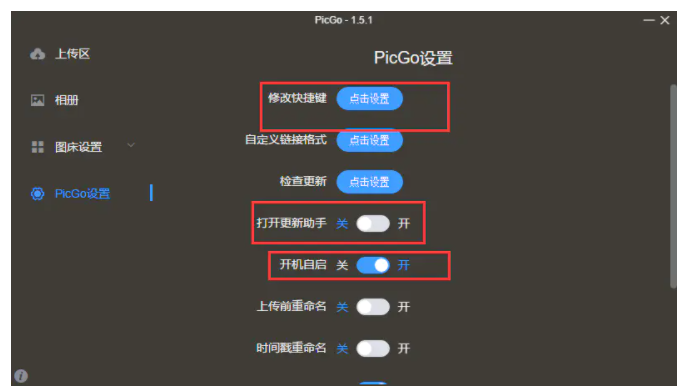 PicGo - 1.5.1
上传区
相册
图床设置
PicGo设置
PicGo设置
修改快捷键 点击设置
自定义链接格式 点击设置
检查更新 点击设置
打开更新助手 关 开
开机自启 关 开
上传前重命名 关 开
时间戳重命名 关 开